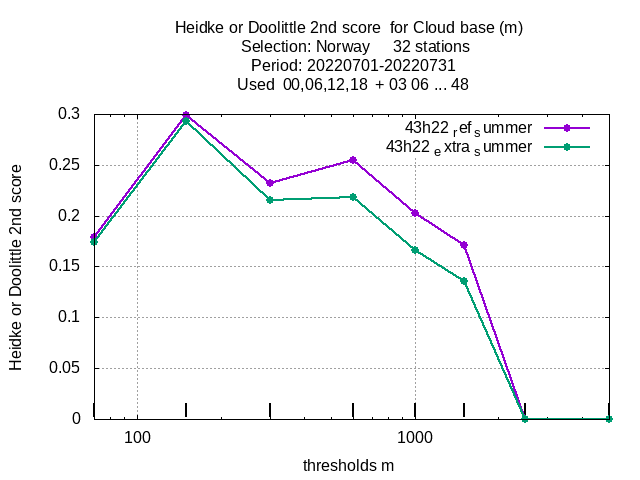 Heidke or Doolittle 2nd score  for Cloud base (m)
Selection: Norway     32 stations
Period: 20220701-20220731
Used  00,06,12,18  + 03 06 ... 48
43h22 ref summer
43h22 extra summer
0.3
0.25
0.2
0.15
0.1
0.05
0
Heidke or Doolittle 2nd score
100
1000
thresholds m